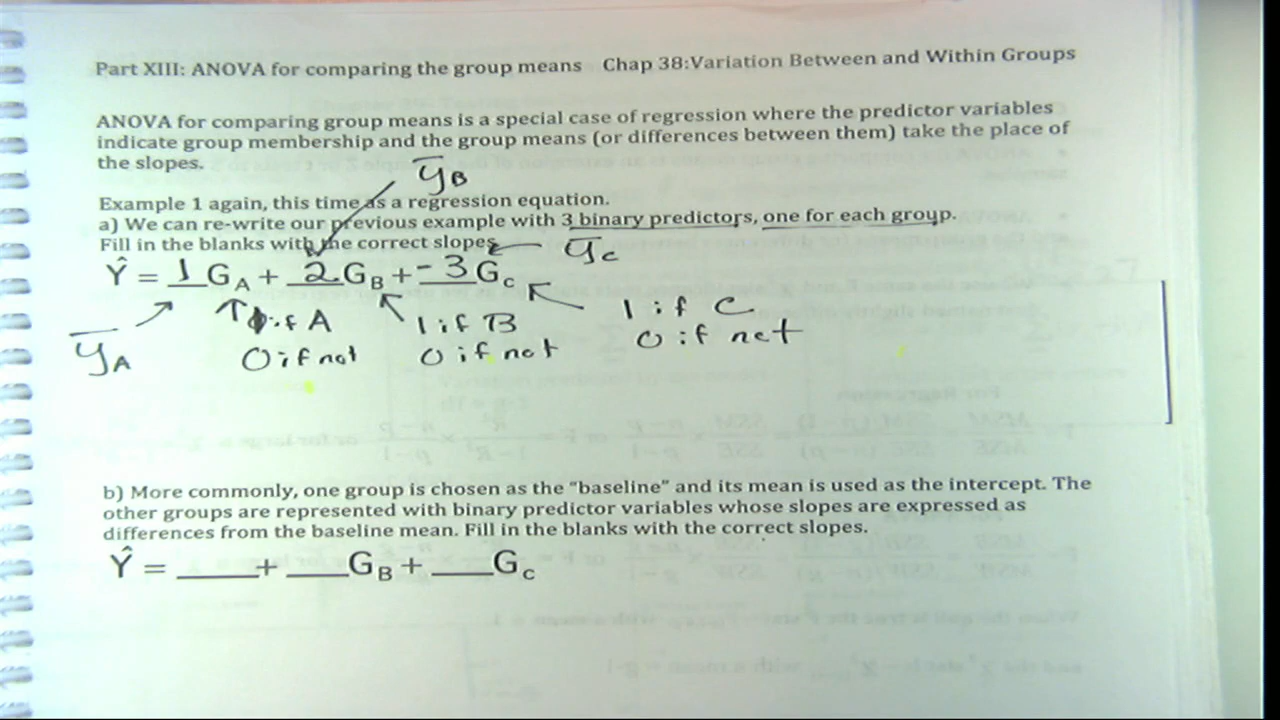 Part XIII: ANOVA for comparing the group means Chap 38:Variation Between and Within Groups
ANOVA for comparing group means is a special case of regression where the predictor variables
indicate group membership and the group means (or differences between them) take the place of
the slopes.
ȳB
Example 1 again, this time as a regression equation.
a) We can re-write our previous example with 3 binary predictors, one for each group.
Fill in the blanks with the correct slopes
ȳC
Ŷ = 1 GA + 2 GB + -3 GC
ȳA
if A
0 if not
1 if B
0 if not
1 if C
0 if not
b) More commonly, one group is chosen as the "baseline" and its mean is used as the intercept. The
other groups are represented with binary predictor variables whose slopes are expressed as
differences from the baseline mean. Fill in the blanks with the correct slopes.
Ŷ = ____+ ___GB + ___GC